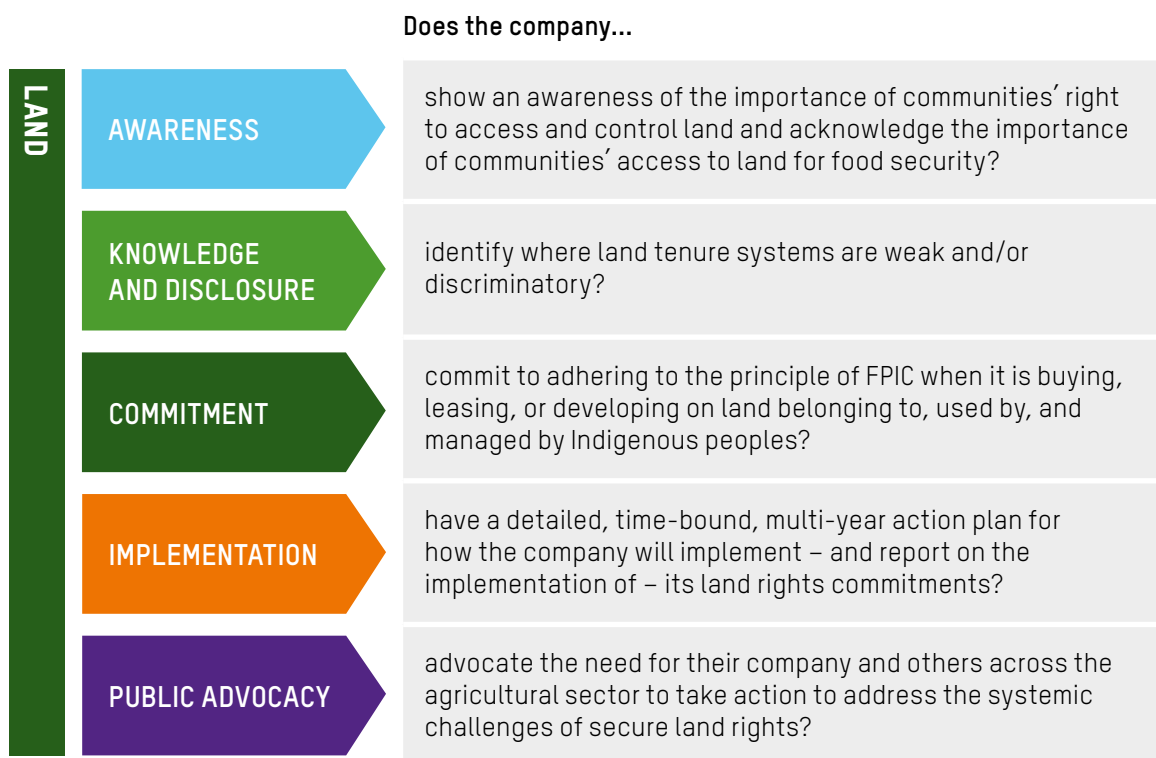 Does the company...
LAND
AWARENESS
show an awareness of the importance of communities’ right
to access and control land and acknowledge the importance
of communities’ access to land for food security?
KNOWLEDGE
AND DISCLOSURE
identify where land tenure systems are weak and/or
discriminatory?
COMMITMENT
commit to adhering to the principle of FPIC when it is buying,
leasing, or developing on land belonging to, used by, and
managed by Indigenous peoples?
IMPLEMENTATION
have a detailed, time-bound, multi-year action plan for
how the company will implement – and report on the
implementation of – its land rights commitments?
PUBLIC ADVOCACY
advocate the need for their company and others across the
agricultural sector to take action to address the systemic
challenges of secure land rights?